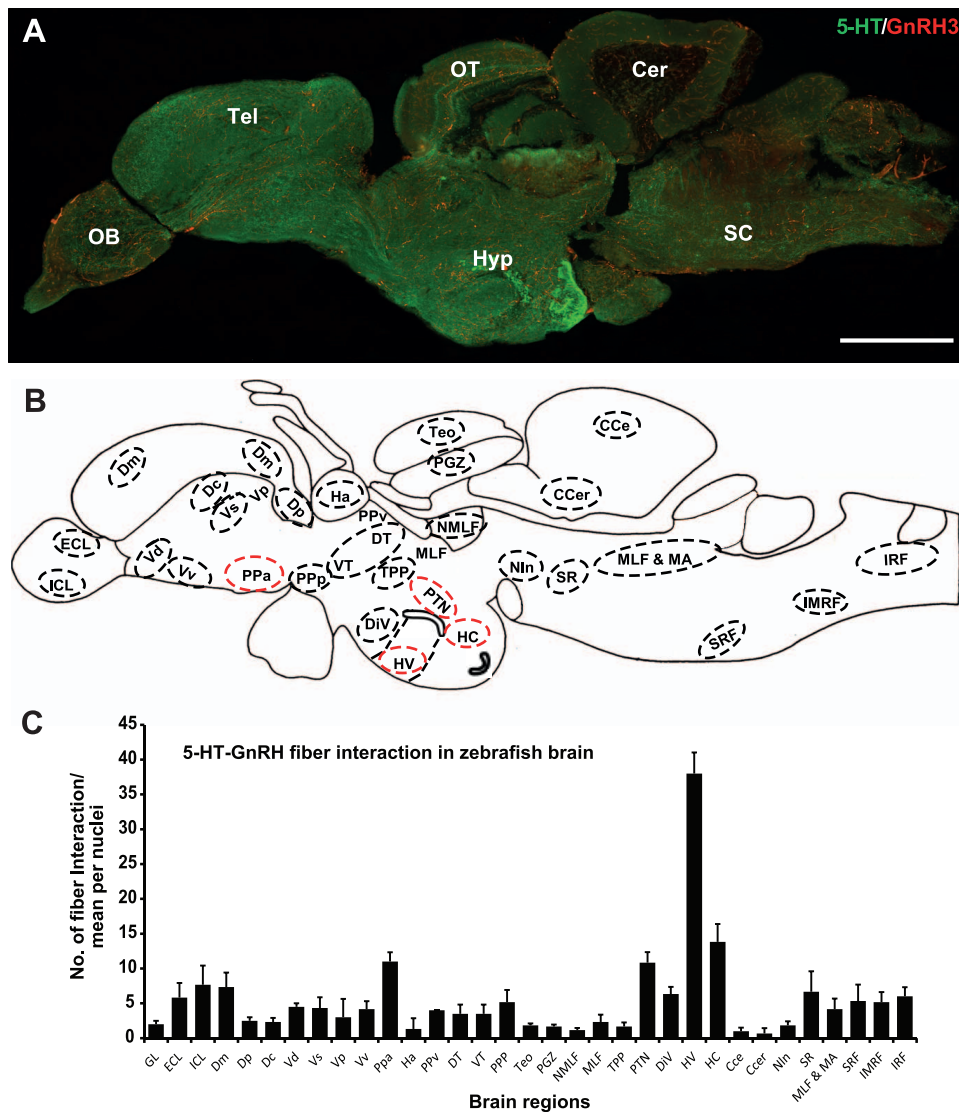 A
5-HT/GnRH3
OT
Cer
Tel
OB
Hyp
SC
B
Dm
Dm
Teo
CCe
PGZ
Dc
Vs
Vp
Dp
Ha
CCer
PPv
NMLF
DT
ECL
Vd
Vv
MLF
MLF & MA
IRF
ICL
PPa
PPp
VT
TPP
NIn
SR
PTN
IMRF
DiV
HC
SRF
HV
C
5-HT-GnRH fiber interaction in zebrafish brain
No. of fiber Interaction/
mean per nuclei
45
40
35
30
25
20
15
10
5
0
GL
ECL
ICL
Dm
Dp
Dc
Vd
Vs
Vp
Vv
Ppa
Ha
PPv
DT
VT
PPP
Teo
PGZ
NMLF
MLF
TPP
PTN
DiV
HV
HC
Cce
Ccer
NIn
SR
MLF & MA
SRF
IMRF
IRF
Brain regions